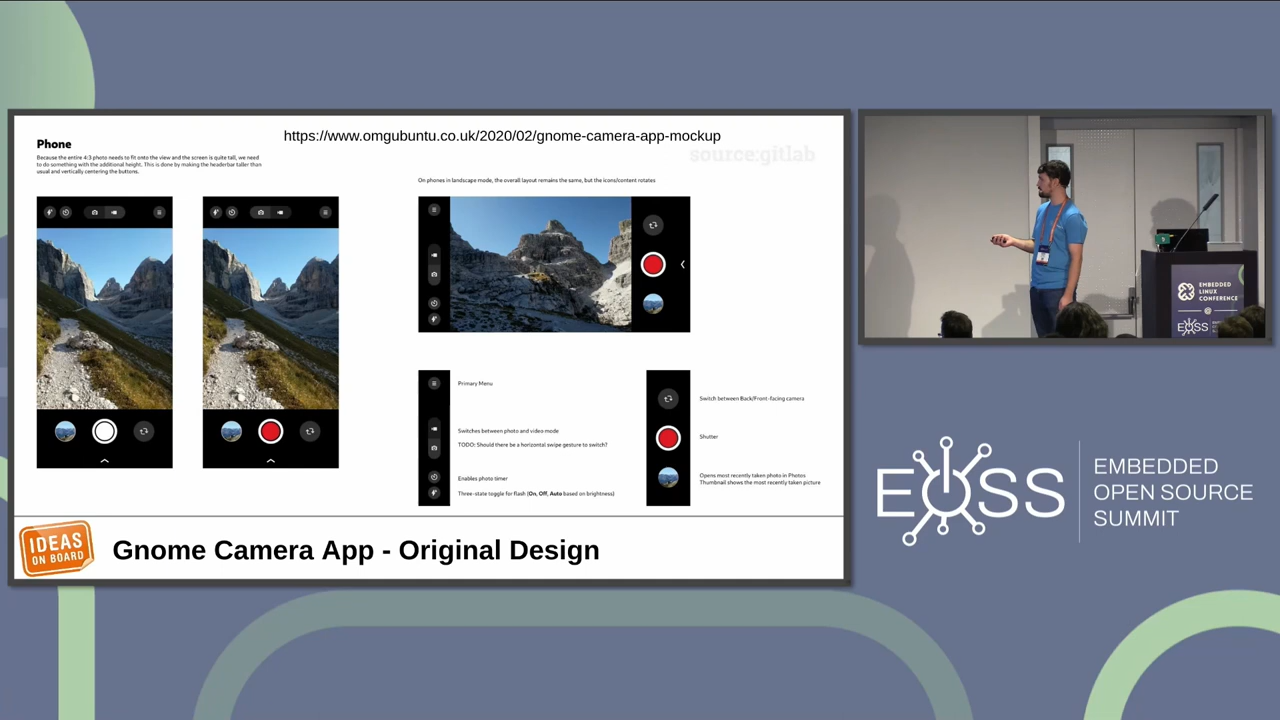 https://www.omgubuntu.co.uk/2020/02/gnome-camera-app-mockup
source:gitlab
Phone
Because the entire 4:3 photo needs to fit onto the view and the screen is quite tall, we need
to do something with the additional height. This is done by making the headerbar taller than
usual and vertically centering the buttons.
On phones in landscape mode, the overall layout remains the same, but the icons/content rotates
Primary Menu
Switches between photo and video mode
TODO: Should there be a horizontal swipe gesture to switch?
Enables photo timer
Three-state toggle for flash (On, Off, Auto based on brightness)
Switch between Back/Front-facing camera
Shutter
Opens most recently taken photo in Photos
Thumbnail shows the most recently taken picture
IDEAS
ON BOARD
Gnome Camera App - Original Design
EMBEDDED
LINUX
CONFERENCE
EOSS
EOSS
EMBEDDED
OPEN SOURCE
SUMMIT